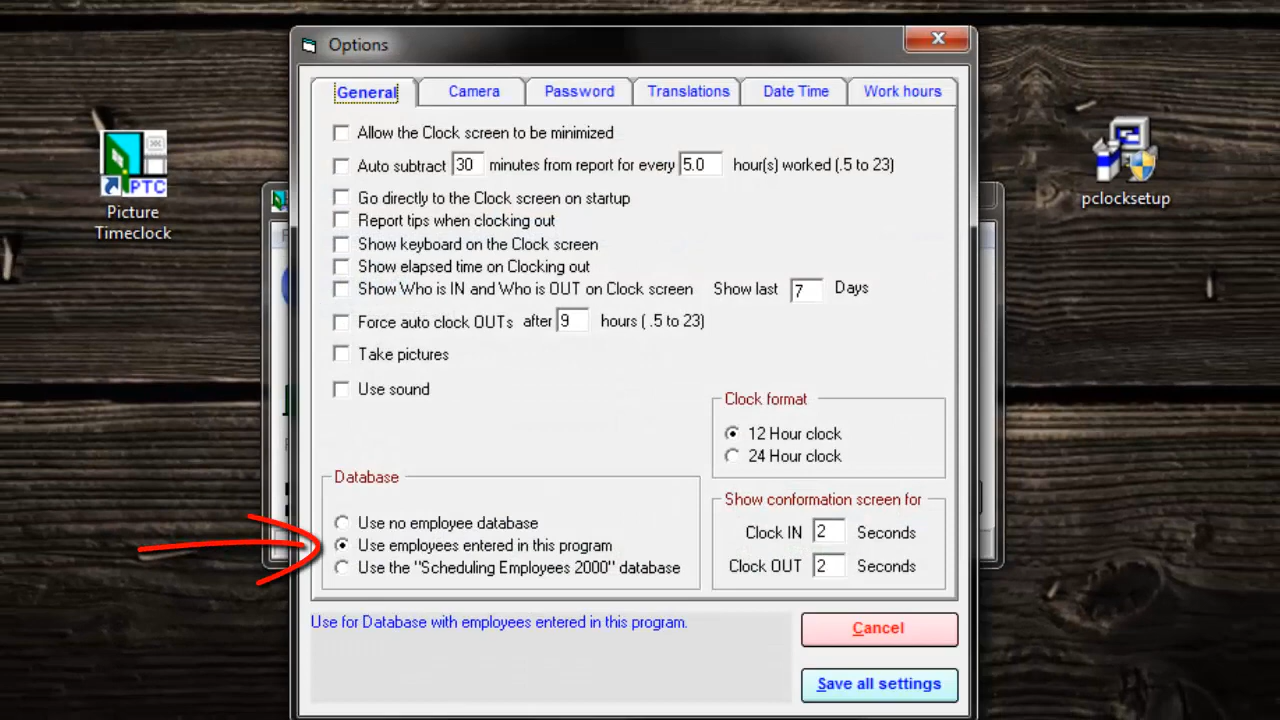 Options
General
Camera
Password
Translations
Date Time
Work hours
Allow the Clock screen to be minimized
Auto subtract 30 minutes from report for every 5.0 hour(s) worked (.5 to 23)
Go directly to the Clock screen on startup
Report tips when clocking out
Show keyboard on the Clock screen
Show elapsed time on Clocking out
Show Who is IN and Who is OUT on Clock screen Show last 7 Days
Force auto clock OUTs after 9 hours ( .5 to 23)
Take pictures
Use sound
Clock format
12 Hour clock
24 Hour clock
Database
Use no employee database
Use employees entered in this program
Use the "Scheduling Employees 2000" database
Show conformation screen for
Clock IN 2 Seconds
Clock OUT 2 Seconds
Use for Database with employees entered in this program.
Cancel
Save all settings
PTC
Picture
Timeclock
pclocksetup